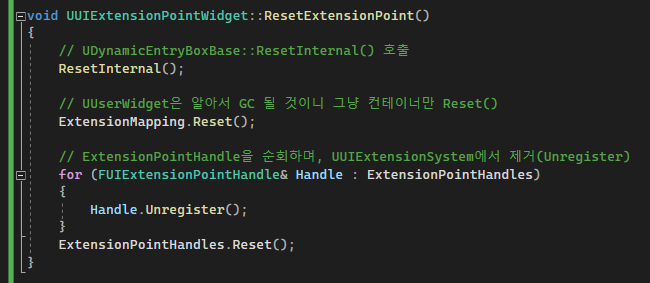 void UUIExtensionPointWidget::ResetExtensionPoint()
{
// UDynamicEntryBoxBase::ResetInternal() 호출
ResetInternal();
// UUserWidget은 알아서 GC 될 것이니 그냥 컨테이너만 Reset()
ExtensionMapping.Reset();
// ExtensionPointHandle을 순회하며, UUIExtensionSystem에서 제거(Unregister)
for (FUIExtensionPointHandle& Handle : ExtensionPointHandles)
{
Handle.Unregister();
}
ExtensionPointHandles.Reset();
}